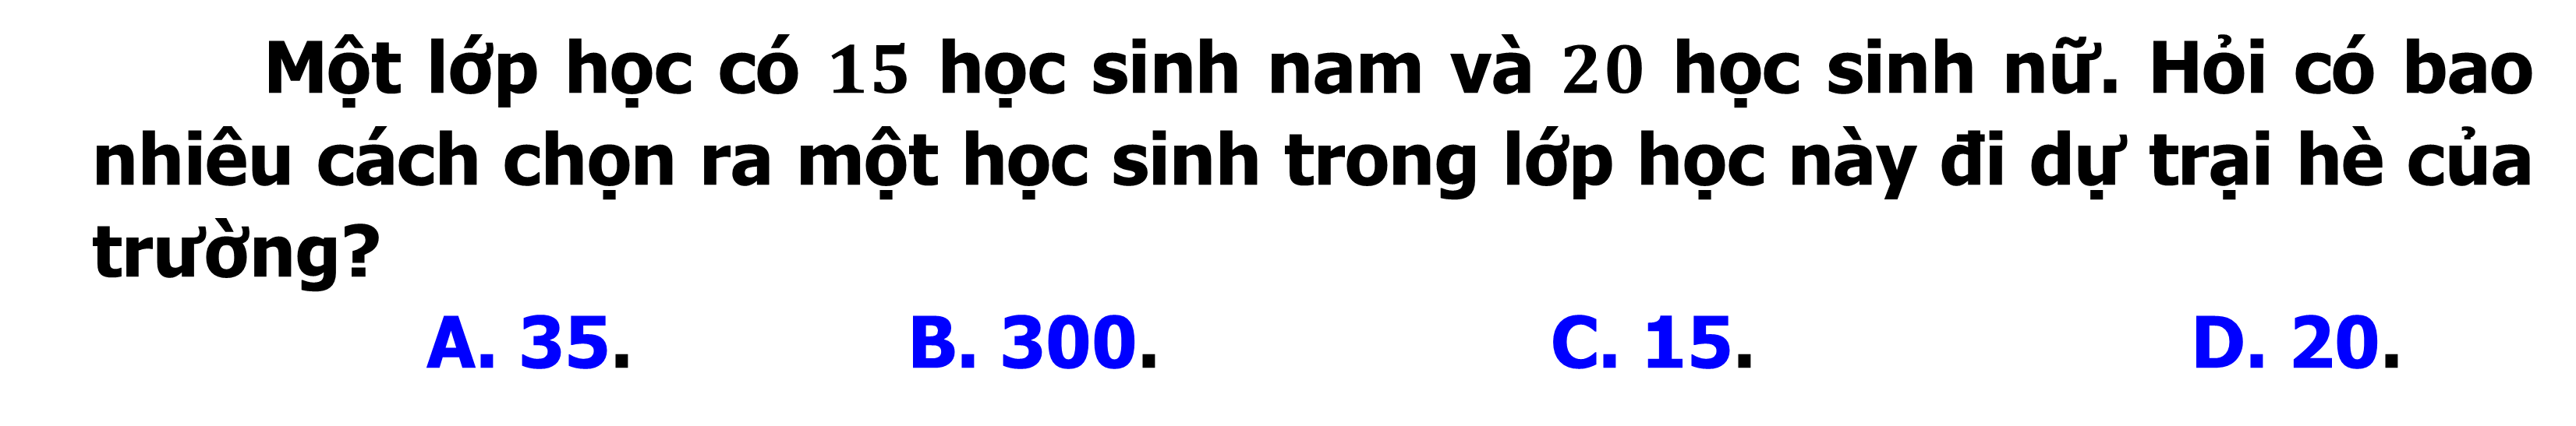 Một lớp học có 15 học sinh nam và 20 học sinh nữ. Hỏi có bao
nhiêu cách chọn ra một học sinh trong lớp học này đi dự trại hè của
trường?
A. 35. B. 300. C. 15. D. 20.